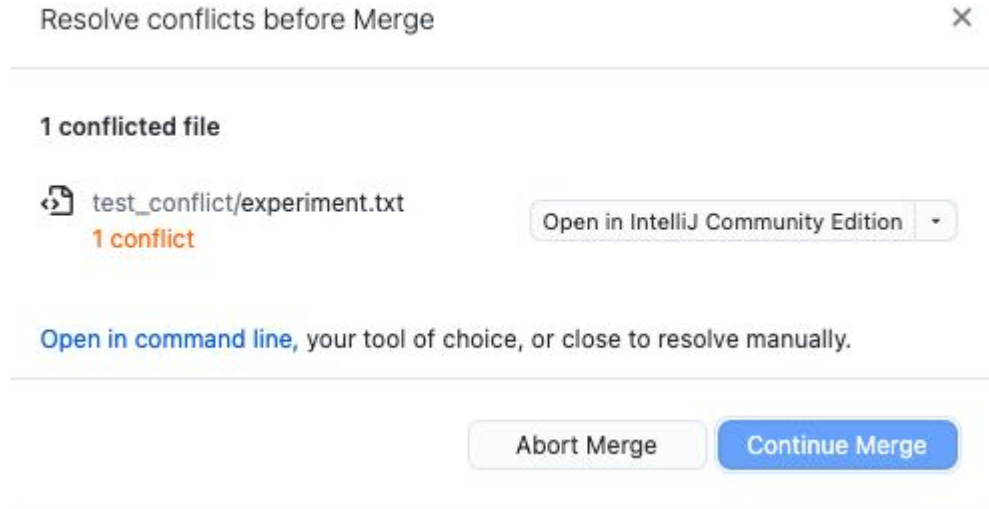 Resolve conflicts before Merge
1 conflicted file
test_conflict/experiment.txt
1 conflict
Open in IntelliJ Community Edition
Open in command line, your tool of choice, or close to resolve manually.
Abort Merge
Continue Merge